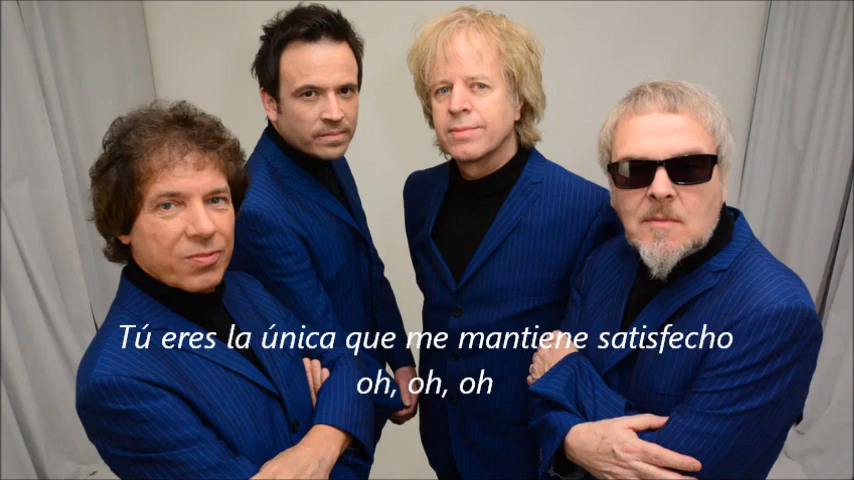 Tú eres la única que me mantiene satisfecho
oh, oh, oh